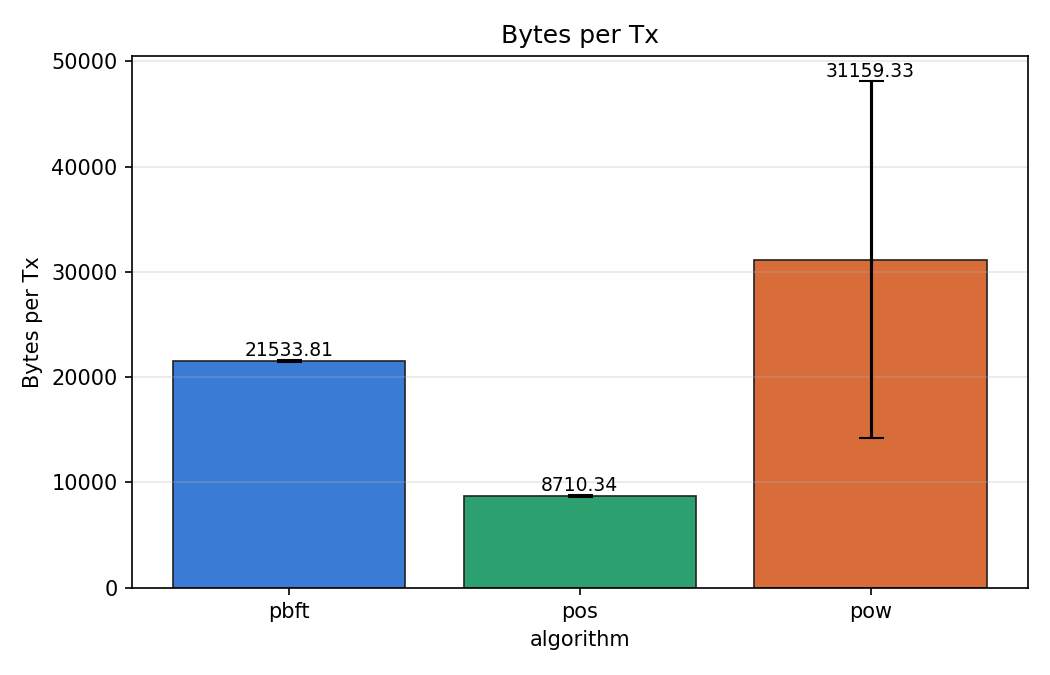 Bytes per Tx
Bytes per Tx
50000
40000
30000
20000
10000
0
21533.81
8710.34
31159.33
pbft
pos
pow
algorithm